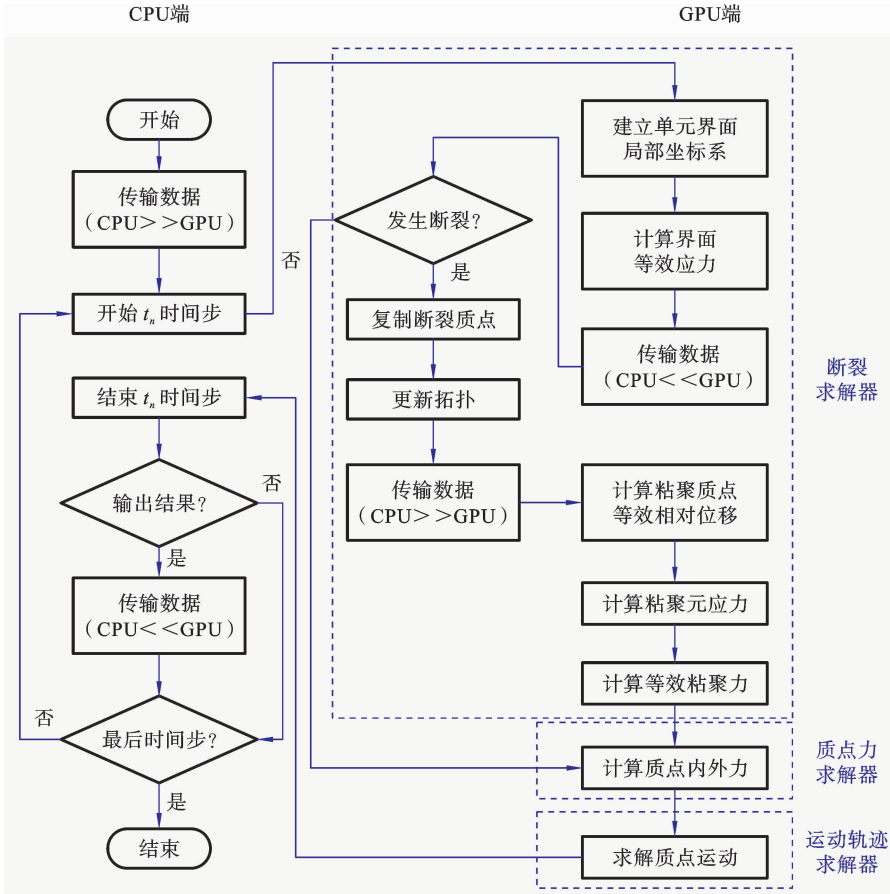 CPU端
GPU端
开始
传输数据
（CPU>>GPU）
开始 tn 时间步
结束 tn 时间步
输出结果？
否
是
传输数据
（CPU<<GPU）
最后时间步？
否
是
结束
发生断裂？
否
是
复制断裂质点
更新拓扑
传输数据
（CPU>>GPU）
建立单元界面
局部坐标系
计算界面
等效应力
传输数据
（CPU<<GPU）
计算粘聚质点
等效相对位移
计算粘聚元应力
计算等效粘聚力
计算质点内外力
求解质点运动
断裂
求解器
质点力
求解器
运动轨迹
求解器